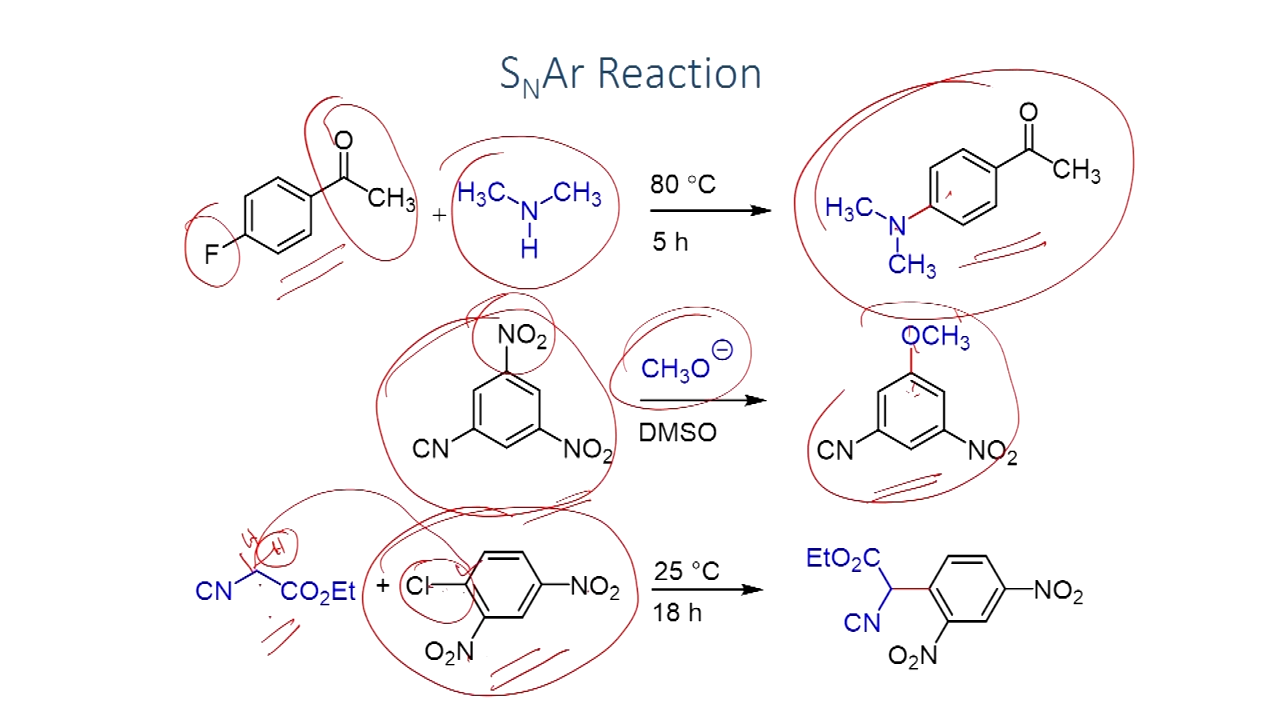 SNAr Reaction
F O CH3 + H3C N H CH3 80 °C 5 h H3C N CH3 O CH3
NO2 CN NO2 CH3O⊖ DMSO OCH3 CN NO2
H H
CN CO2Et + Cl NO2 O2N 25 °C 18 h EtO2C CN NO2 O2N